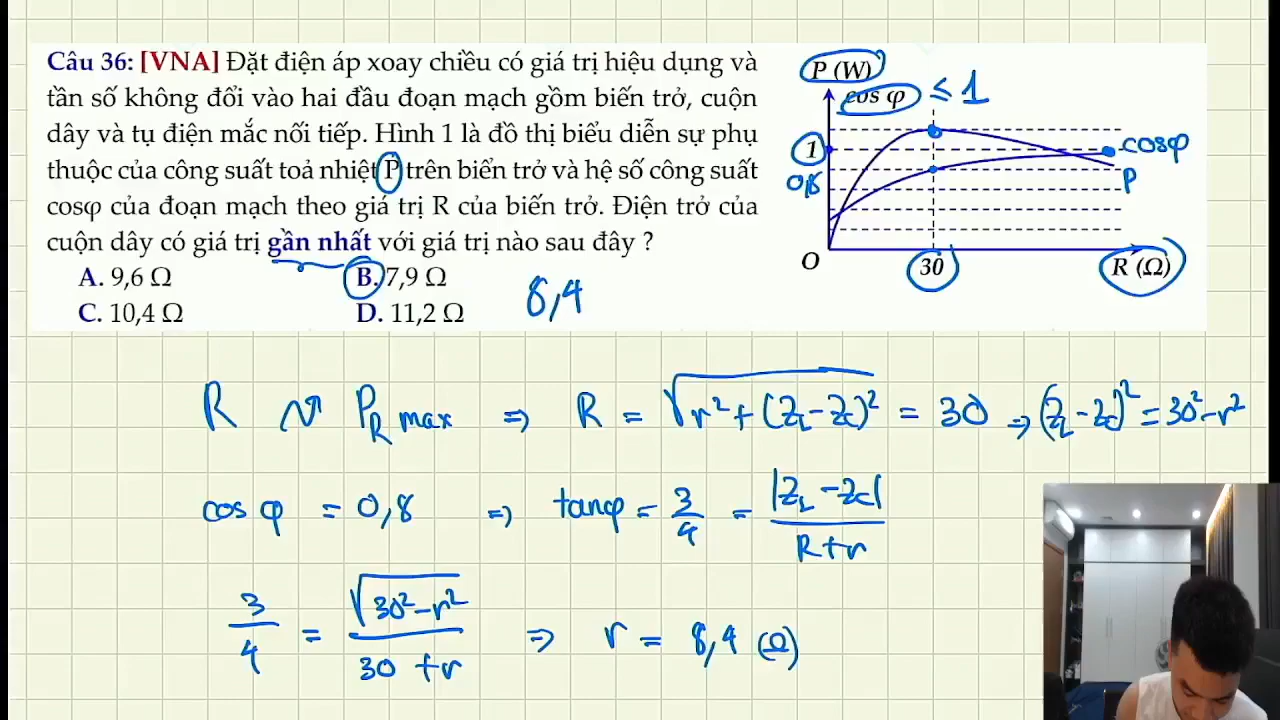 Câu 36: [VNA] Đặt điện áp xoay chiều có giá trị hiệu dụng và
tần số không đổi vào hai đầu đoạn mạch gồm biến trở, cuộn
dây và tụ điện mắc nối tiếp. Hình 1 là đồ thị biểu diễn sự phụ
thuộc của công suất toả nhiệt P trên biến trở và hệ số công suất
cosφ của đoạn mạch theo giá trị R của biến trở. Điện trở của
cuộn dây có giá trị gần nhất với giá trị nào sau đây ?
A. 9,6 Ω B. 7,9 Ω
C. 10,4 Ω D. 11,2 Ω
8,4
P (W)
cos φ ≤ 1
1
cosφ
0,8
P
O 30 R (Ω)
R ~ P_R max ⇒ R = √(r² + (Z_L - Z_C)²) = 30 ⇒ (Z_L - Z_C)² = 30² - r²
cos φ = 0,8 ⇒ tanφ = 3/4 = |Z_L - Z_C| / (R + r)
3/4 = √(30² - r²) / (30 + r) ⇒ r = 8,4 (Ω)